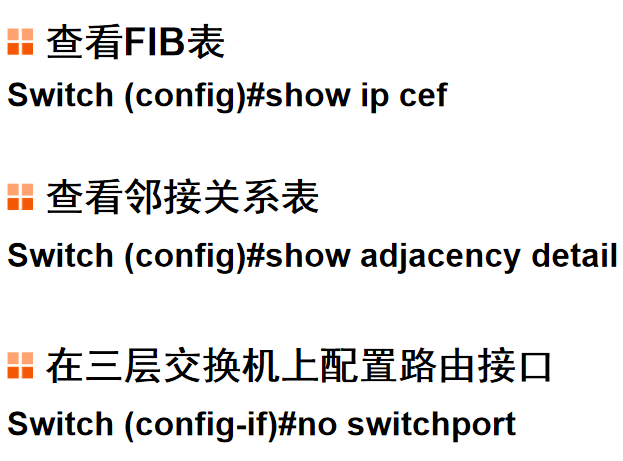 查看FIB表
Switch (config)#show ip cef
查看邻接关系表
Switch (config)#show adjacency detail
在三层交换机上配置路由接口
Switch (config-if)#no switchport